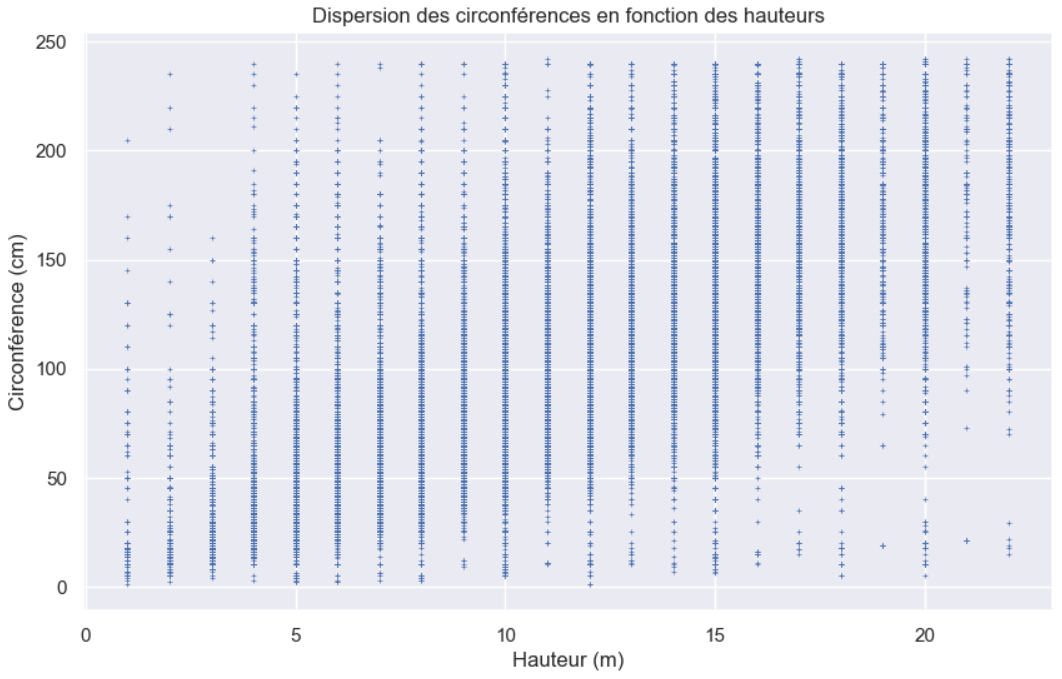 Dispersion des circonférences en fonction des hauteurs
250
200
150
100
50
0
Circonférence (cm)
0 5 10 15 20
Hauteur (m)